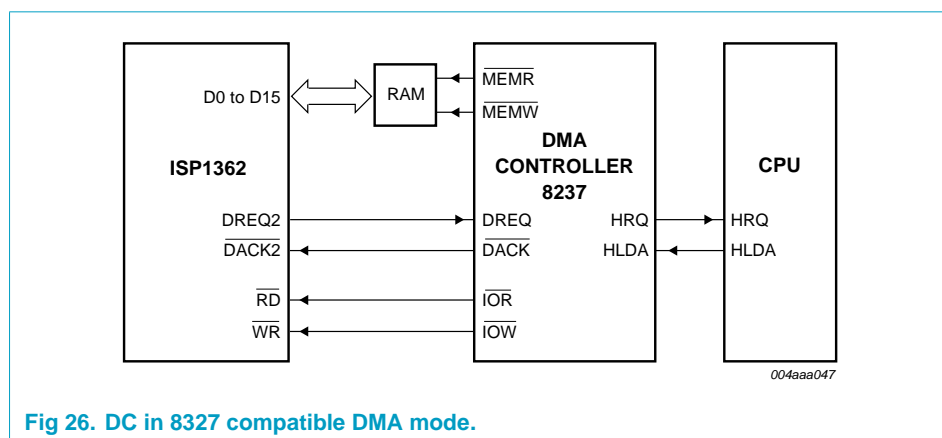 D0 to D15
RAM
MEMR
MEMW
ISP1362
DMA
CONTROLLER
8237
CPU
DREQ2
DREQ
HRQ
HRQ
DACK2
DACK
HLDA
HLDA
RD
IOR
WR
IOW
004aaa047
Fig 26. DC in 8327 compatible DMA mode.